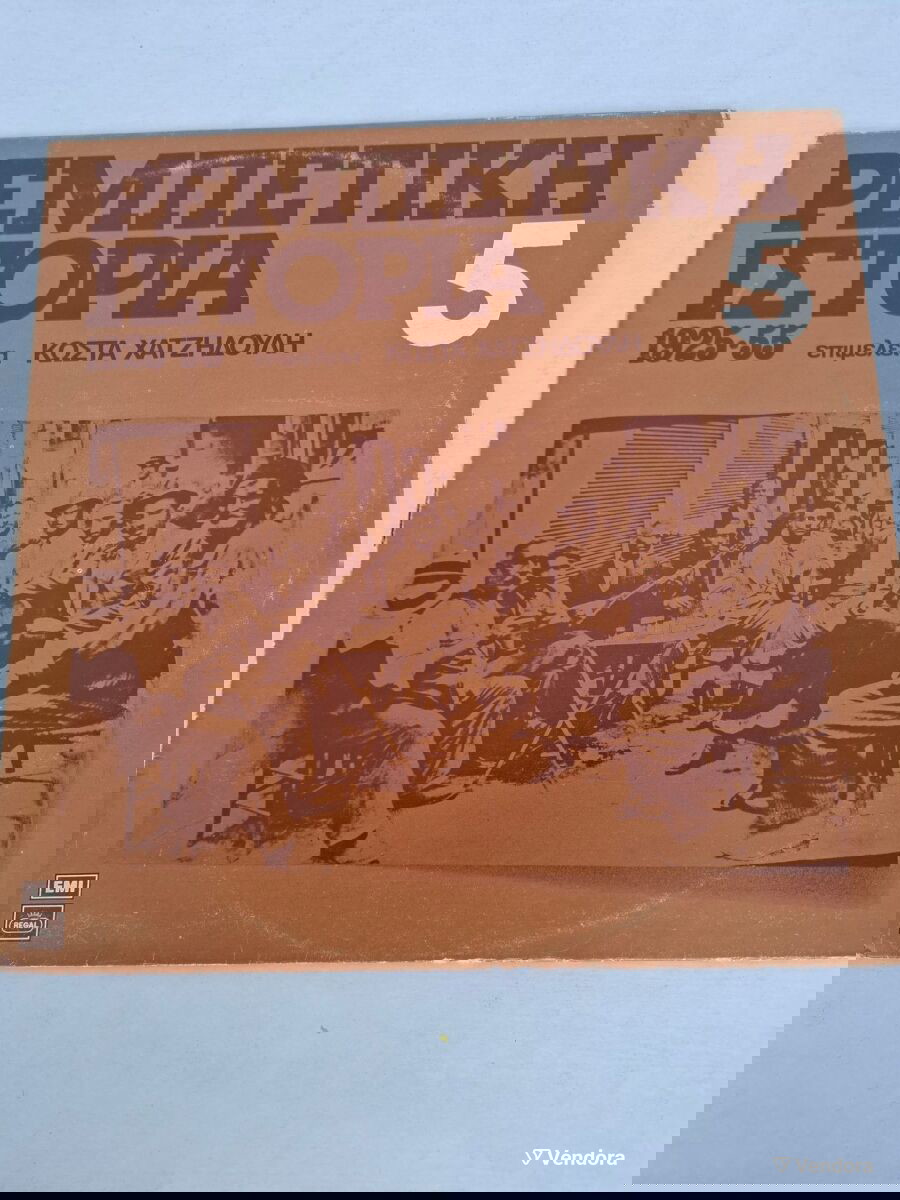 ΡΕΜΠΕΤΙΚΗ
ΙΣΤΟΡΙΑ 5
ΚΩΣΤΑ ΧΑΤΖΗΔΟΥΛΗ 1925-55
EMI
REGAL
Vendora